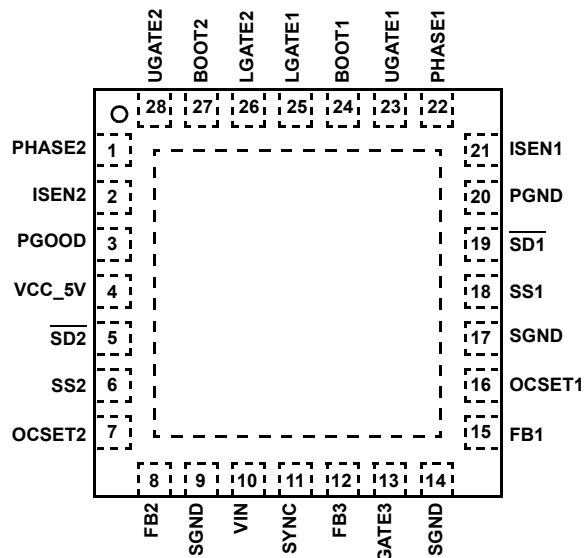 UGATE2 BOOT2 LGATE2 LGATE1 BOOT1 UGATE1 PHASE1
28 27 26 25 24 23 22
PHASE2 1 21 ISEN1
ISEN2 2 20 PGND
PGOOD 3 19 SD1
VCC_5V 4 18 SS1
SD2 5 17 SGND
SS2 6 16 OCSET1
OCSET2 7 15 FB1
8 9 10 11 12 13 14
FB2 SGND VIN SYNC FB3 GATE3 SGND